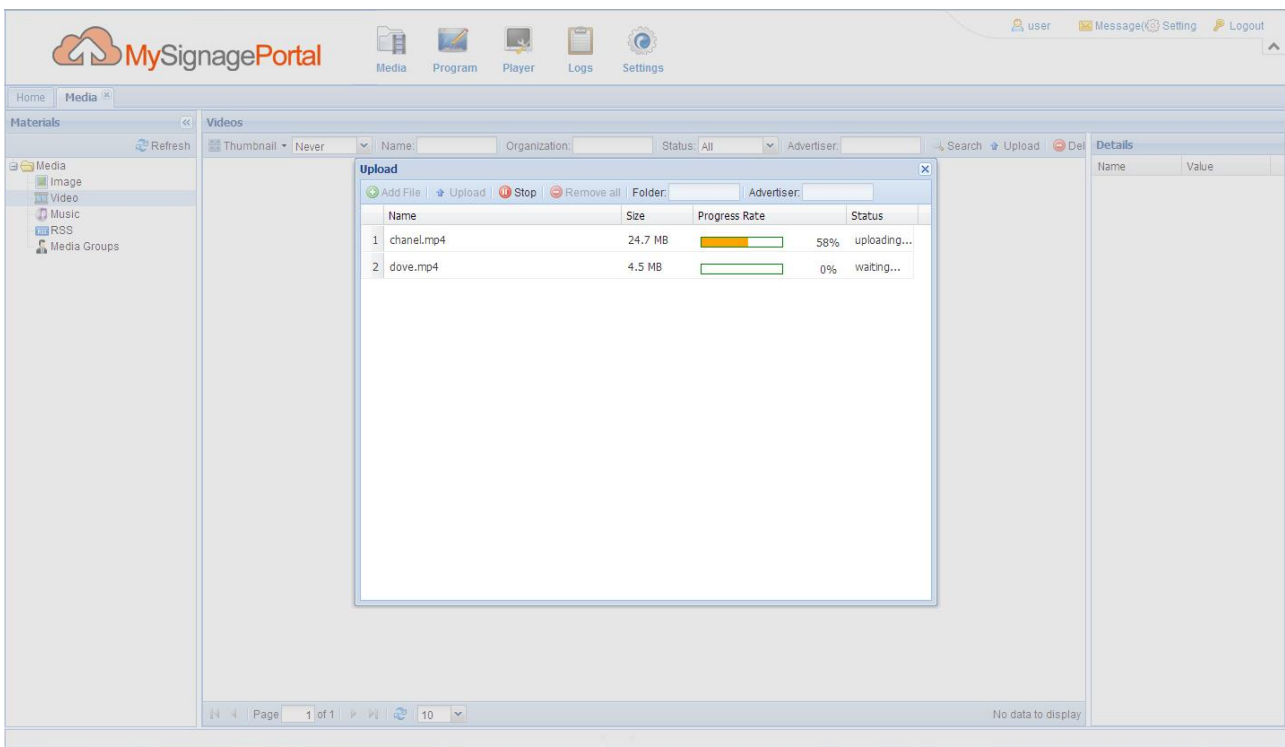 user Message( Setting Logout
MySignagePortal
Media Program Player Logs Settings
Home Media
Materials Videos
Refresh Thumbnail Never Name: Organization: Status: All Advertiser: Search Upload Del Details
Name Value
Media
Image
Video
Music
RSS
Media Groups
Upload
Add File Upload Stop Remove all Folder: Advertiser:
Name Size Progress Rate Status
1 chanel.mp4 24.7 MB 58% uploading...
2 dove.mp4 4.5 MB 0% waiting...
Page 1 of 1 10 No data to display